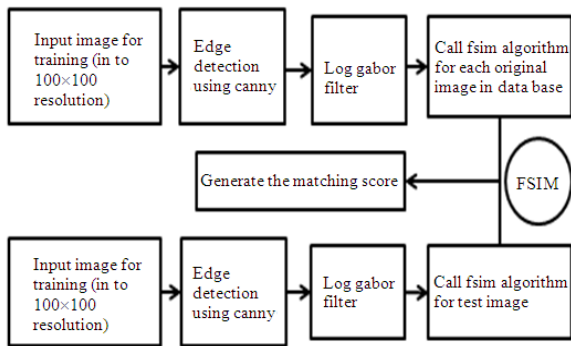 Input image for
training (in to
100×100
resolution)
Edge
detection
using canny
Log gabor
filter
Call fsim algorithm
for each original
image in data base
Generate the matching score
FSIM
Input image for
training (in to
100×100
resolution)
Edge
detection
using canny
Log gabor
filter
Call fsim algorithm
for test image